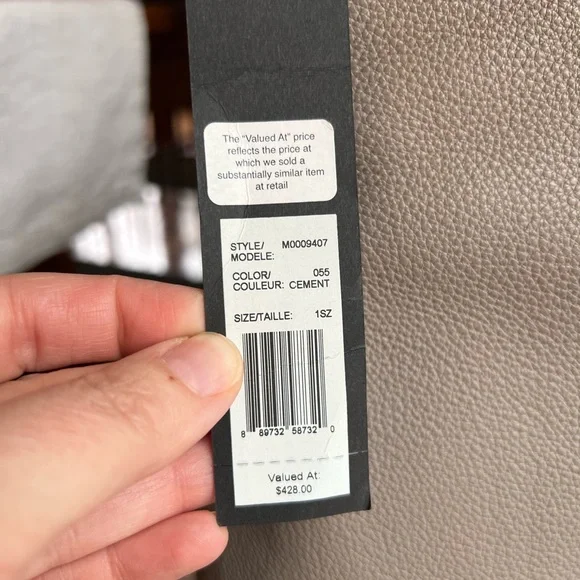 The "Valued At" price
reflects the price at
which we sold a
substantially similar item
at retail
STYLE/ M0009407
MODELE:
COLOR/ 055
COULEUR: CEMENT
SIZE/TAILLE: 1SZ
8 89732 58732 0
Valued At:
$428.00